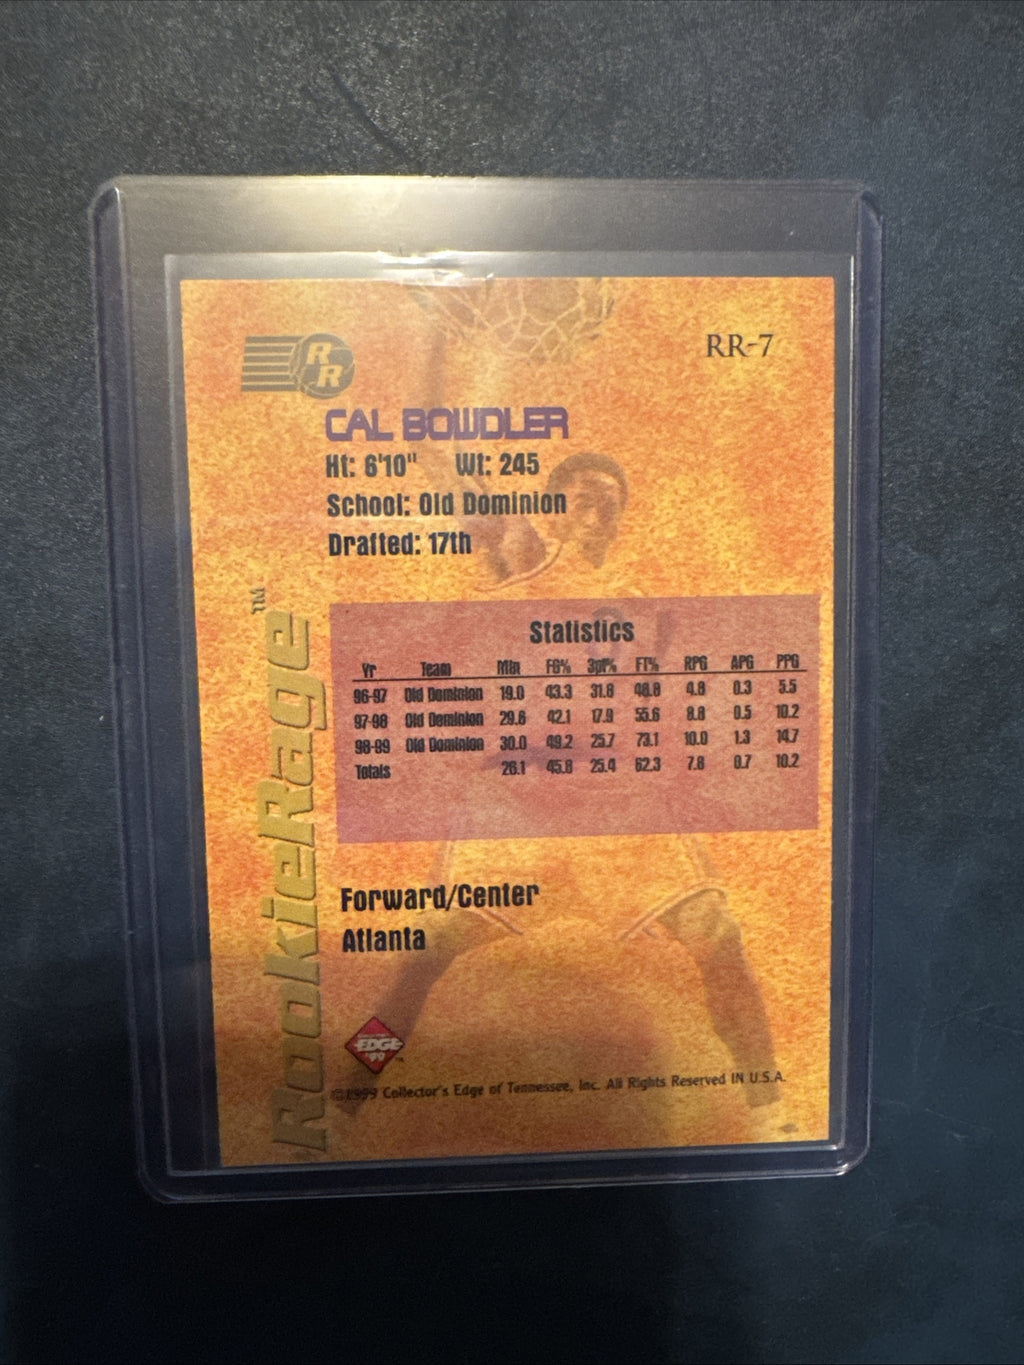 RR
RR-7
CAL BOWDLER
Ht: 6'10" Wt: 245
School: Old Dominion
Drafted: 17th
RookieRage™
Statistics
Yr Team Min FG% 3pt% FT% RPG APG PPG
96-97 Old Dominion 19.0 43.3 31.8 48.8 4.8 0.3 5.5
97-98 Old Dominion 29.6 42.1 17.9 55.6 8.8 0.5 10.2
98-99 Old Dominion 30.0 49.2 25.7 73.1 10.0 1.3 14.7
Totals 26.1 45.8 25.4 62.3 7.8 0.7 10.2
Forward/Center
Atlanta
EDGE
'99
©1999 Collector's Edge of Tennessee, Inc. All Rights Reserved IN U.S.A.